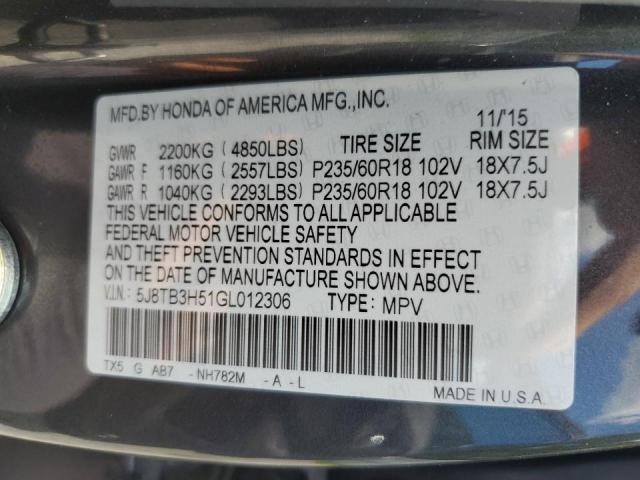 MFD.BY HONDA OF AMERICA MFG.,INC.
11/'15
GVWR 2200KG (4850LBS) TIRE SIZE RIM SIZE
GAWR F 1160KG (2557LBS) P235/60R18 102V 18X7.5J
GAWR R 1040KG (2293LBS) P235/60R18 102V 18X7.5J
THIS VEHICLE CONFORMS TO ALL APPLICABLE
FEDERAL MOTOR VEHICLE SAFETY
AND THEFT PREVENTION STANDARDS IN EFFECT
ON THE DATE OF MANUFACTURE SHOWN ABOVE.
V.I.N.: 5J8TB3H51GL012306 TYPE: MPV
TX5 G AB7 -NH782M -A-L
MADE IN U.S.A.